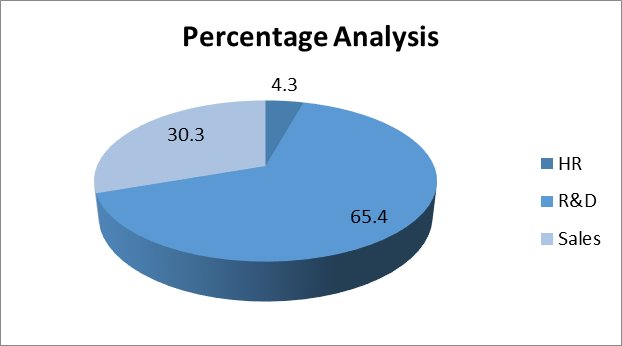 Percentage Analysis
4.3
30.3
65.4
HR
R&D
Sales